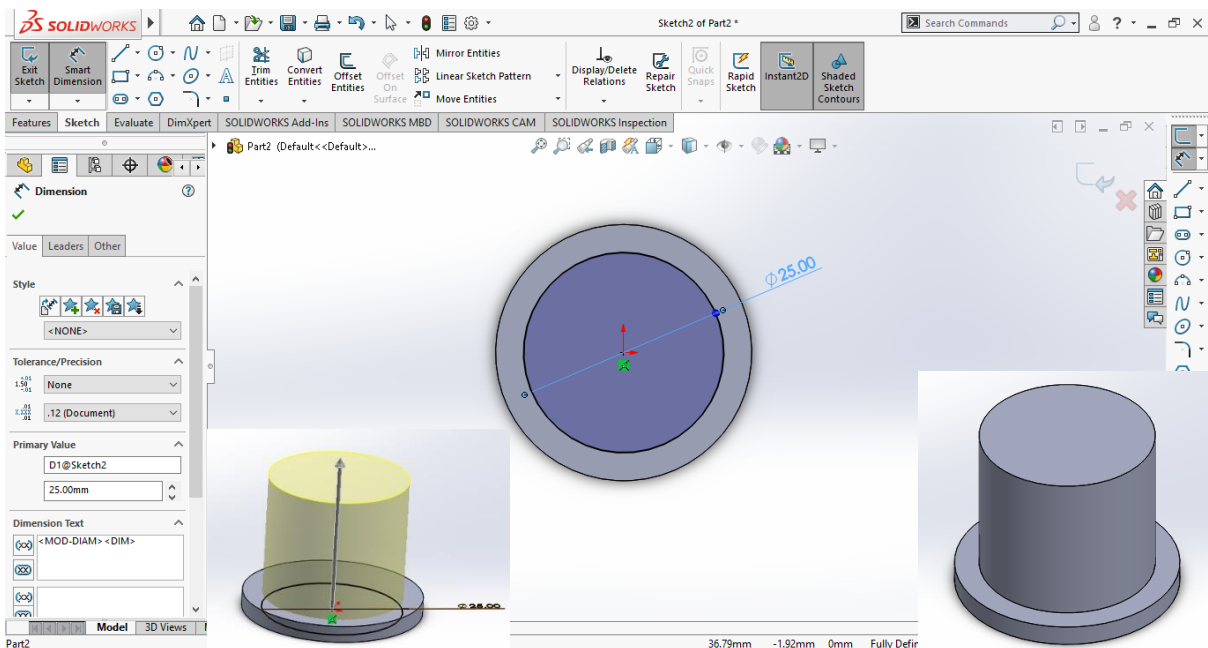 SOLIDWORKS
Sketch2 of Part2 *
Search Commands
?
Exit Sketch
Smart Dimension
Trim Entities
Convert Entities
Offset Entities
Offset On Surface
Mirror Entities
Linear Sketch Pattern
Move Entities
Display/Delete Relations
Repair Sketch
Quick Snaps
Rapid Sketch
Instant2D
Shaded Sketch Contours
Features Sketch Evaluate DimXpert SOLIDWORKS Add-Ins SOLIDWORKS MBD SOLIDWORKS CAM SOLIDWORKS Inspection
Part2 (Default<<Default>...
Dimension
Value Leaders Other
Style
<NONE>
Tolerance/Precision
None
.12 (Document)
Primary Value
D1@Sketch2
25.00mm
Dimension Text
<MOD-DIAM><DIM>
(xx)
Ø25.00
Model 3D Views
Part2
36.79mm -1.92mm 0mm Fully Defin